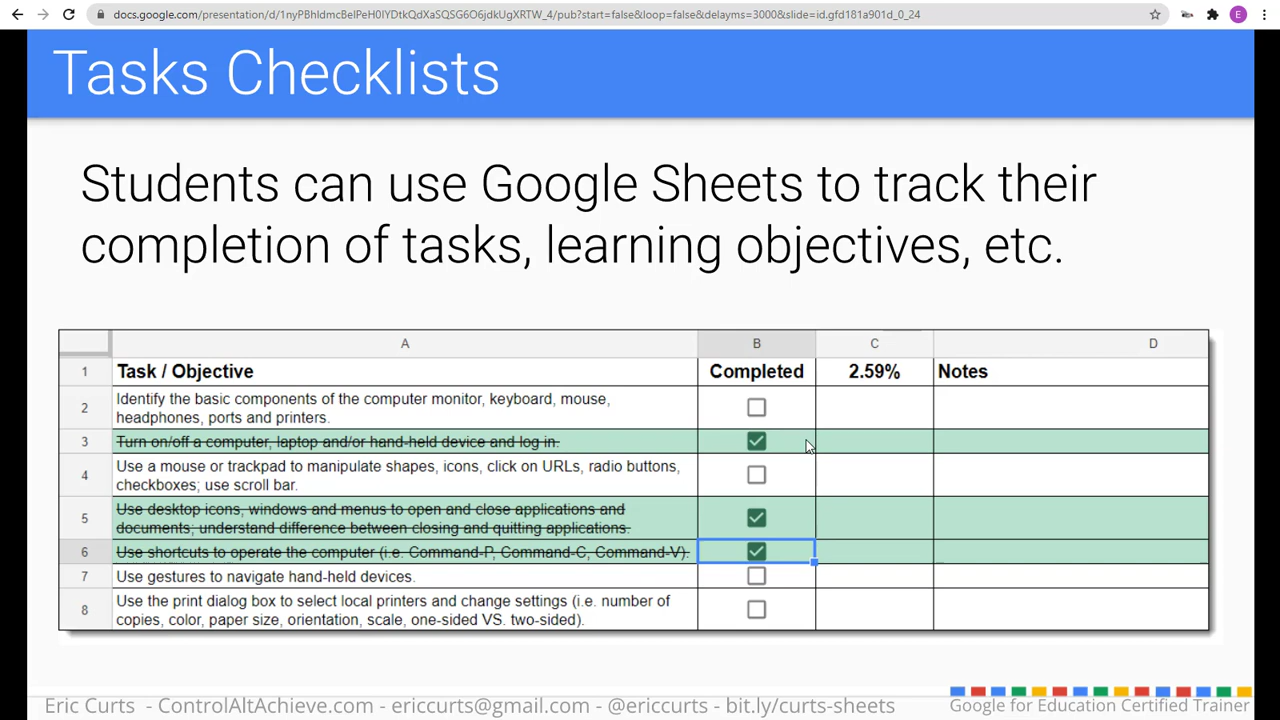 docs.google.com/presentation/d/1nyPBhIdmcBeIPeH0IYDtkQdXaSQSG6O6jdkUgXRTW_4/pub?start=false&loop=false&delayms=3000&slide=id.gfd181a901d_0_24
E
Tasks Checklists
Students can use Google Sheets to track their
completion of tasks, learning objectives, etc.
A B C D
1 Task / Objective Completed 2.59% Notes
2 Identify the basic components of the computer monitor, keyboard, mouse,
headphones, ports and printers.
3 Turn on/off a computer, laptop and/or hand-held device and log in.
4 Use a mouse or trackpad to manipulate shapes, icons, click on URLs, radio buttons,
checkboxes; use scroll bar.
5 Use desktop icons, windows and menus to open and close applications and
documents; understand difference between closing and quitting applications.
6 Use shortcuts to operate the computer (i.e. Command-P, Command-C, Command-V).
7 Use gestures to navigate hand-held devices.
8 Use the print dialog box to select local printers and change settings (i.e. number of
copies, color, paper size, orientation, scale, one-sided VS. two-sided).
Eric Curts - ControlAltAchieve.com - ericcurts@gmail.com - @ericcurts - bit.ly/curts-sheets
Google for Education Certified Trainer